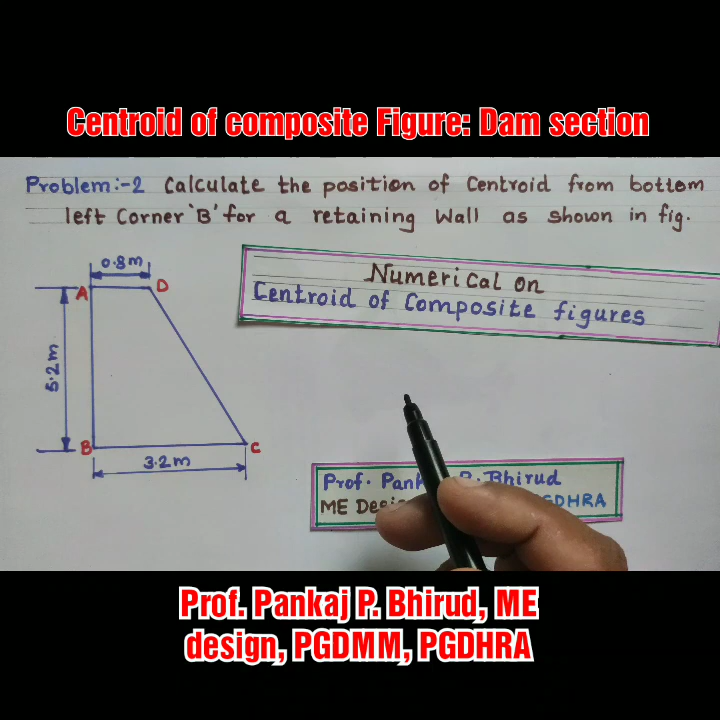 Centroid of composite Figure: Dam section
Problem:-2 Calculate the position of Centroid from bottom
left Corner 'B' for a retaining Wall as shown in fig.
0.8m
A
D
Numerical on
Centroid of Composite figures
5.2m
B
C
3.2m
Prof. P. Bhirud
ME
Prof. Pankaj P. Bhirud, ME
design, PGDMM, PGDHRA